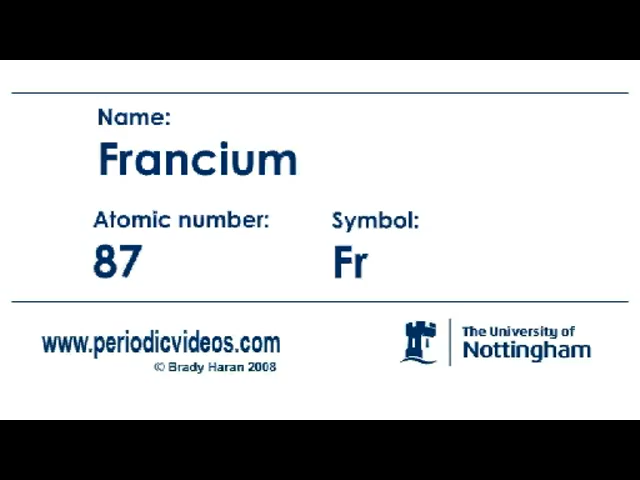 Name:
Francium
Atomic number: Symbol:
87 Fr
www.periodicvideos.com
© Brady Haran 2008
The University of
Nottingham